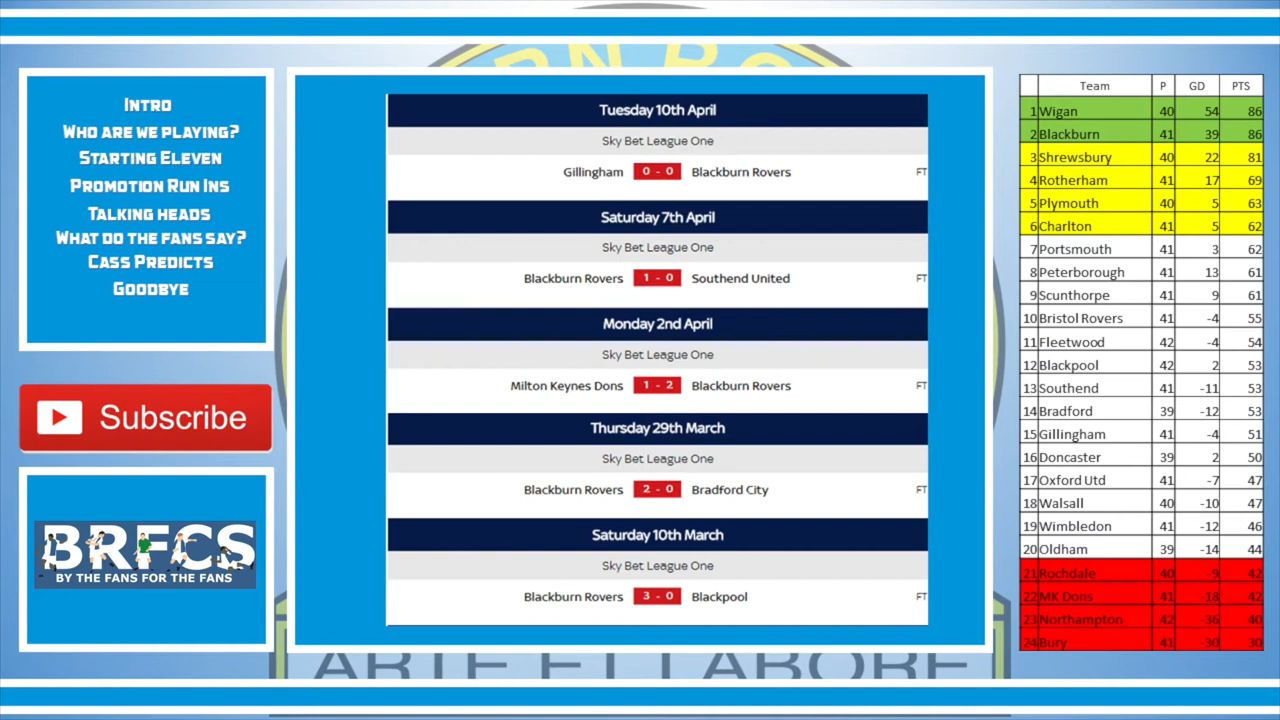 INTRO
WHO ARE WE PLAYING?
STARTING ELEVEN
PROMOTION RUN INS
TALKING HEADS
WHAT DO THE FANS SAY?
CASS PREDICTS
GOODBYE
Subscribe
BRFCS
BY THE FANS FOR THE FANS
Tuesday 10th April
Sky Bet League One
Gillingham 0 - 0 Blackburn Rovers FT
Saturday 7th April
Sky Bet League One
Blackburn Rovers 1 - 0 Southend United FT
Monday 2nd April
Sky Bet League One
Milton Keynes Dons 1 - 2 Blackburn Rovers FT
Thursday 29th March
Sky Bet League One
Blackburn Rovers 2 - 0 Bradford City FT
Saturday 10th March
Sky Bet League One
Blackburn Rovers 3 - 0 Blackpool FT
Team P GD PTS
1 Wigan 40 54 86
2 Blackburn 41 39 86
3 Shrewsbury 40 22 81
4 Rotherham 41 17 69
5 Plymouth 40 5 63
6 Charlton 41 5 62
7 Portsmouth 41 3 62
8 Peterborough 41 13 61
9 Scunthorpe 41 9 61
10 Bristol Rovers 41 -4 55
11 Fleetwood 42 -4 54
12 Blackpool 42 2 53
13 Southend 41 -11 53
14 Bradford 39 -12 53
15 Gillingham 41 -4 51
16 Doncaster 39 2 50
17 Oxford Utd 41 -7 47
18 Walsall 40 -10 47
19 Wimbledon 41 -12 46
20 Oldham 39 -14 44
21 Rochdale 40 -9 42
22 MK Dons 41 -18 42
23 Northampton 42 -36 40
24 Bury 41 -30 30
ARTE ET LABORE